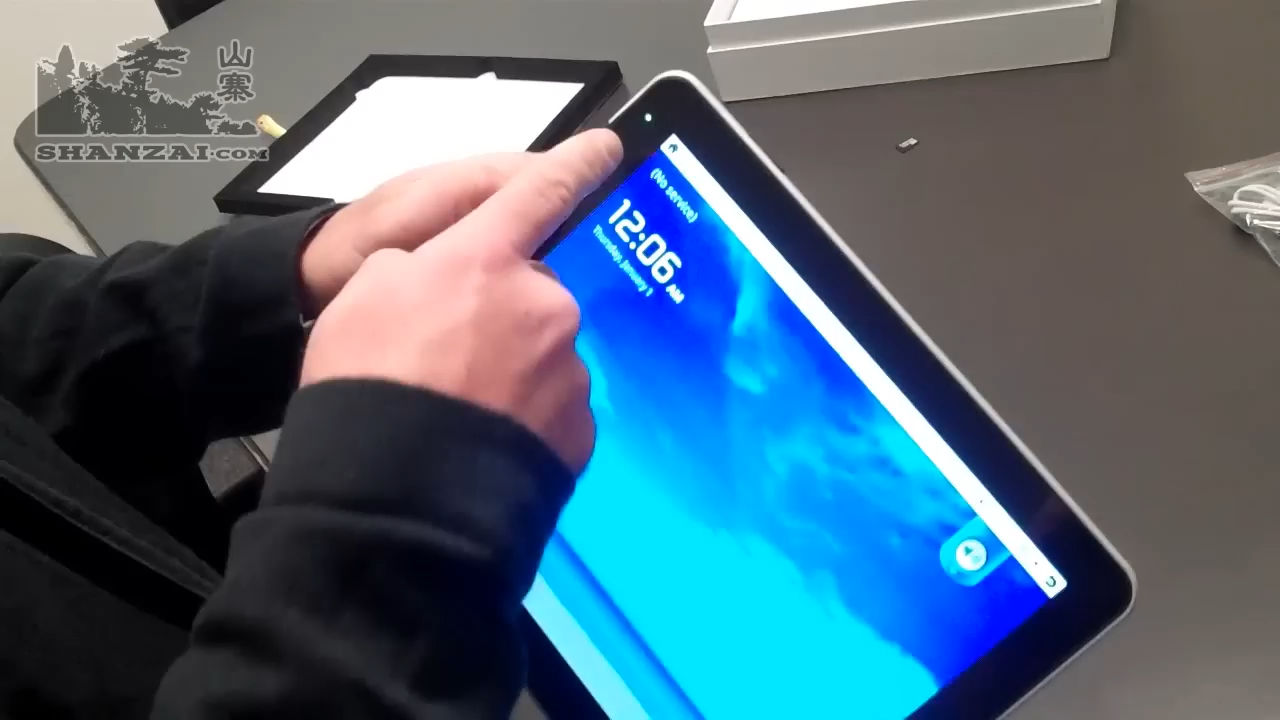 山
寨
SHANZAI.COM
(No service)
12:06 AM
Thursday, January 1